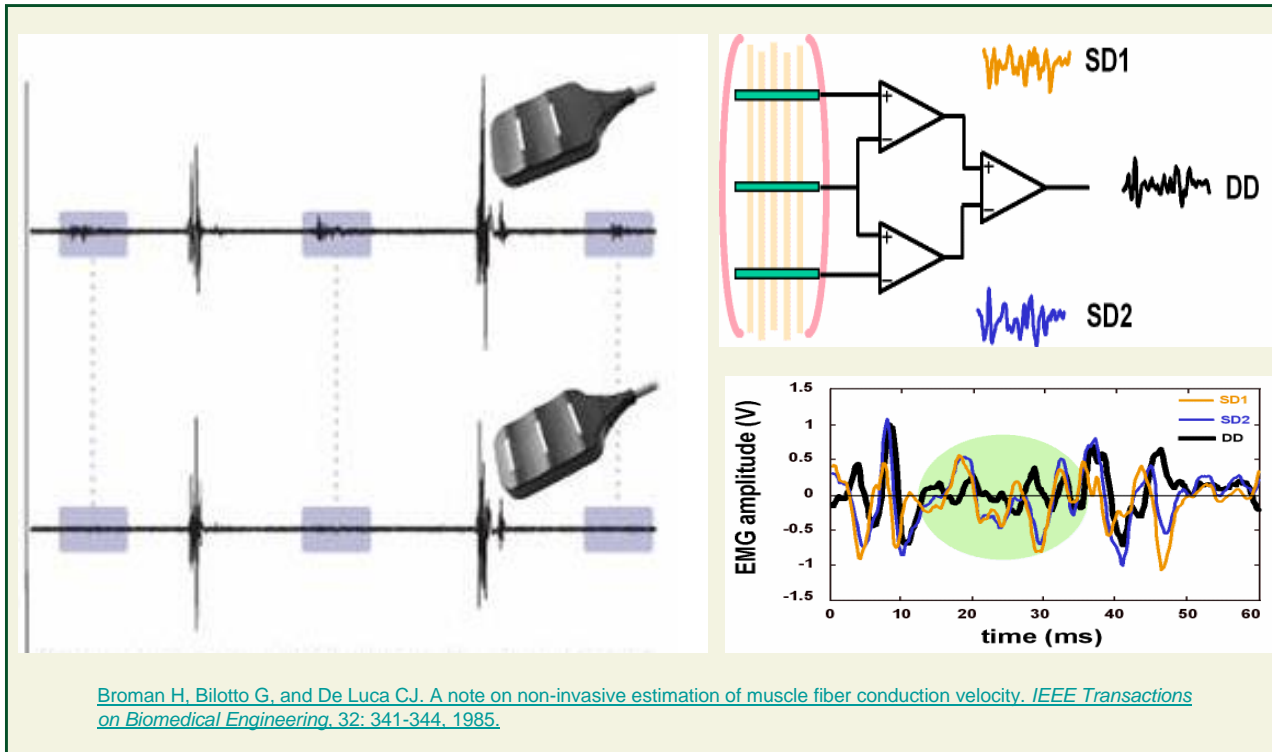 SD1
+
−
+
−
DD
+
−
SD2
EMG amplitude (V)
1.5
1
0.5
0
-0.5
-1
-1.5
SD1
SD2
DD
0 10 20 30 40 50 60
time (ms)
Broman H, Bilotto G, and De Luca CJ. A note on non-invasive estimation of muscle fiber conduction velocity. IEEE Transactions
on Biomedical Engineering, 32: 341-344, 1985.